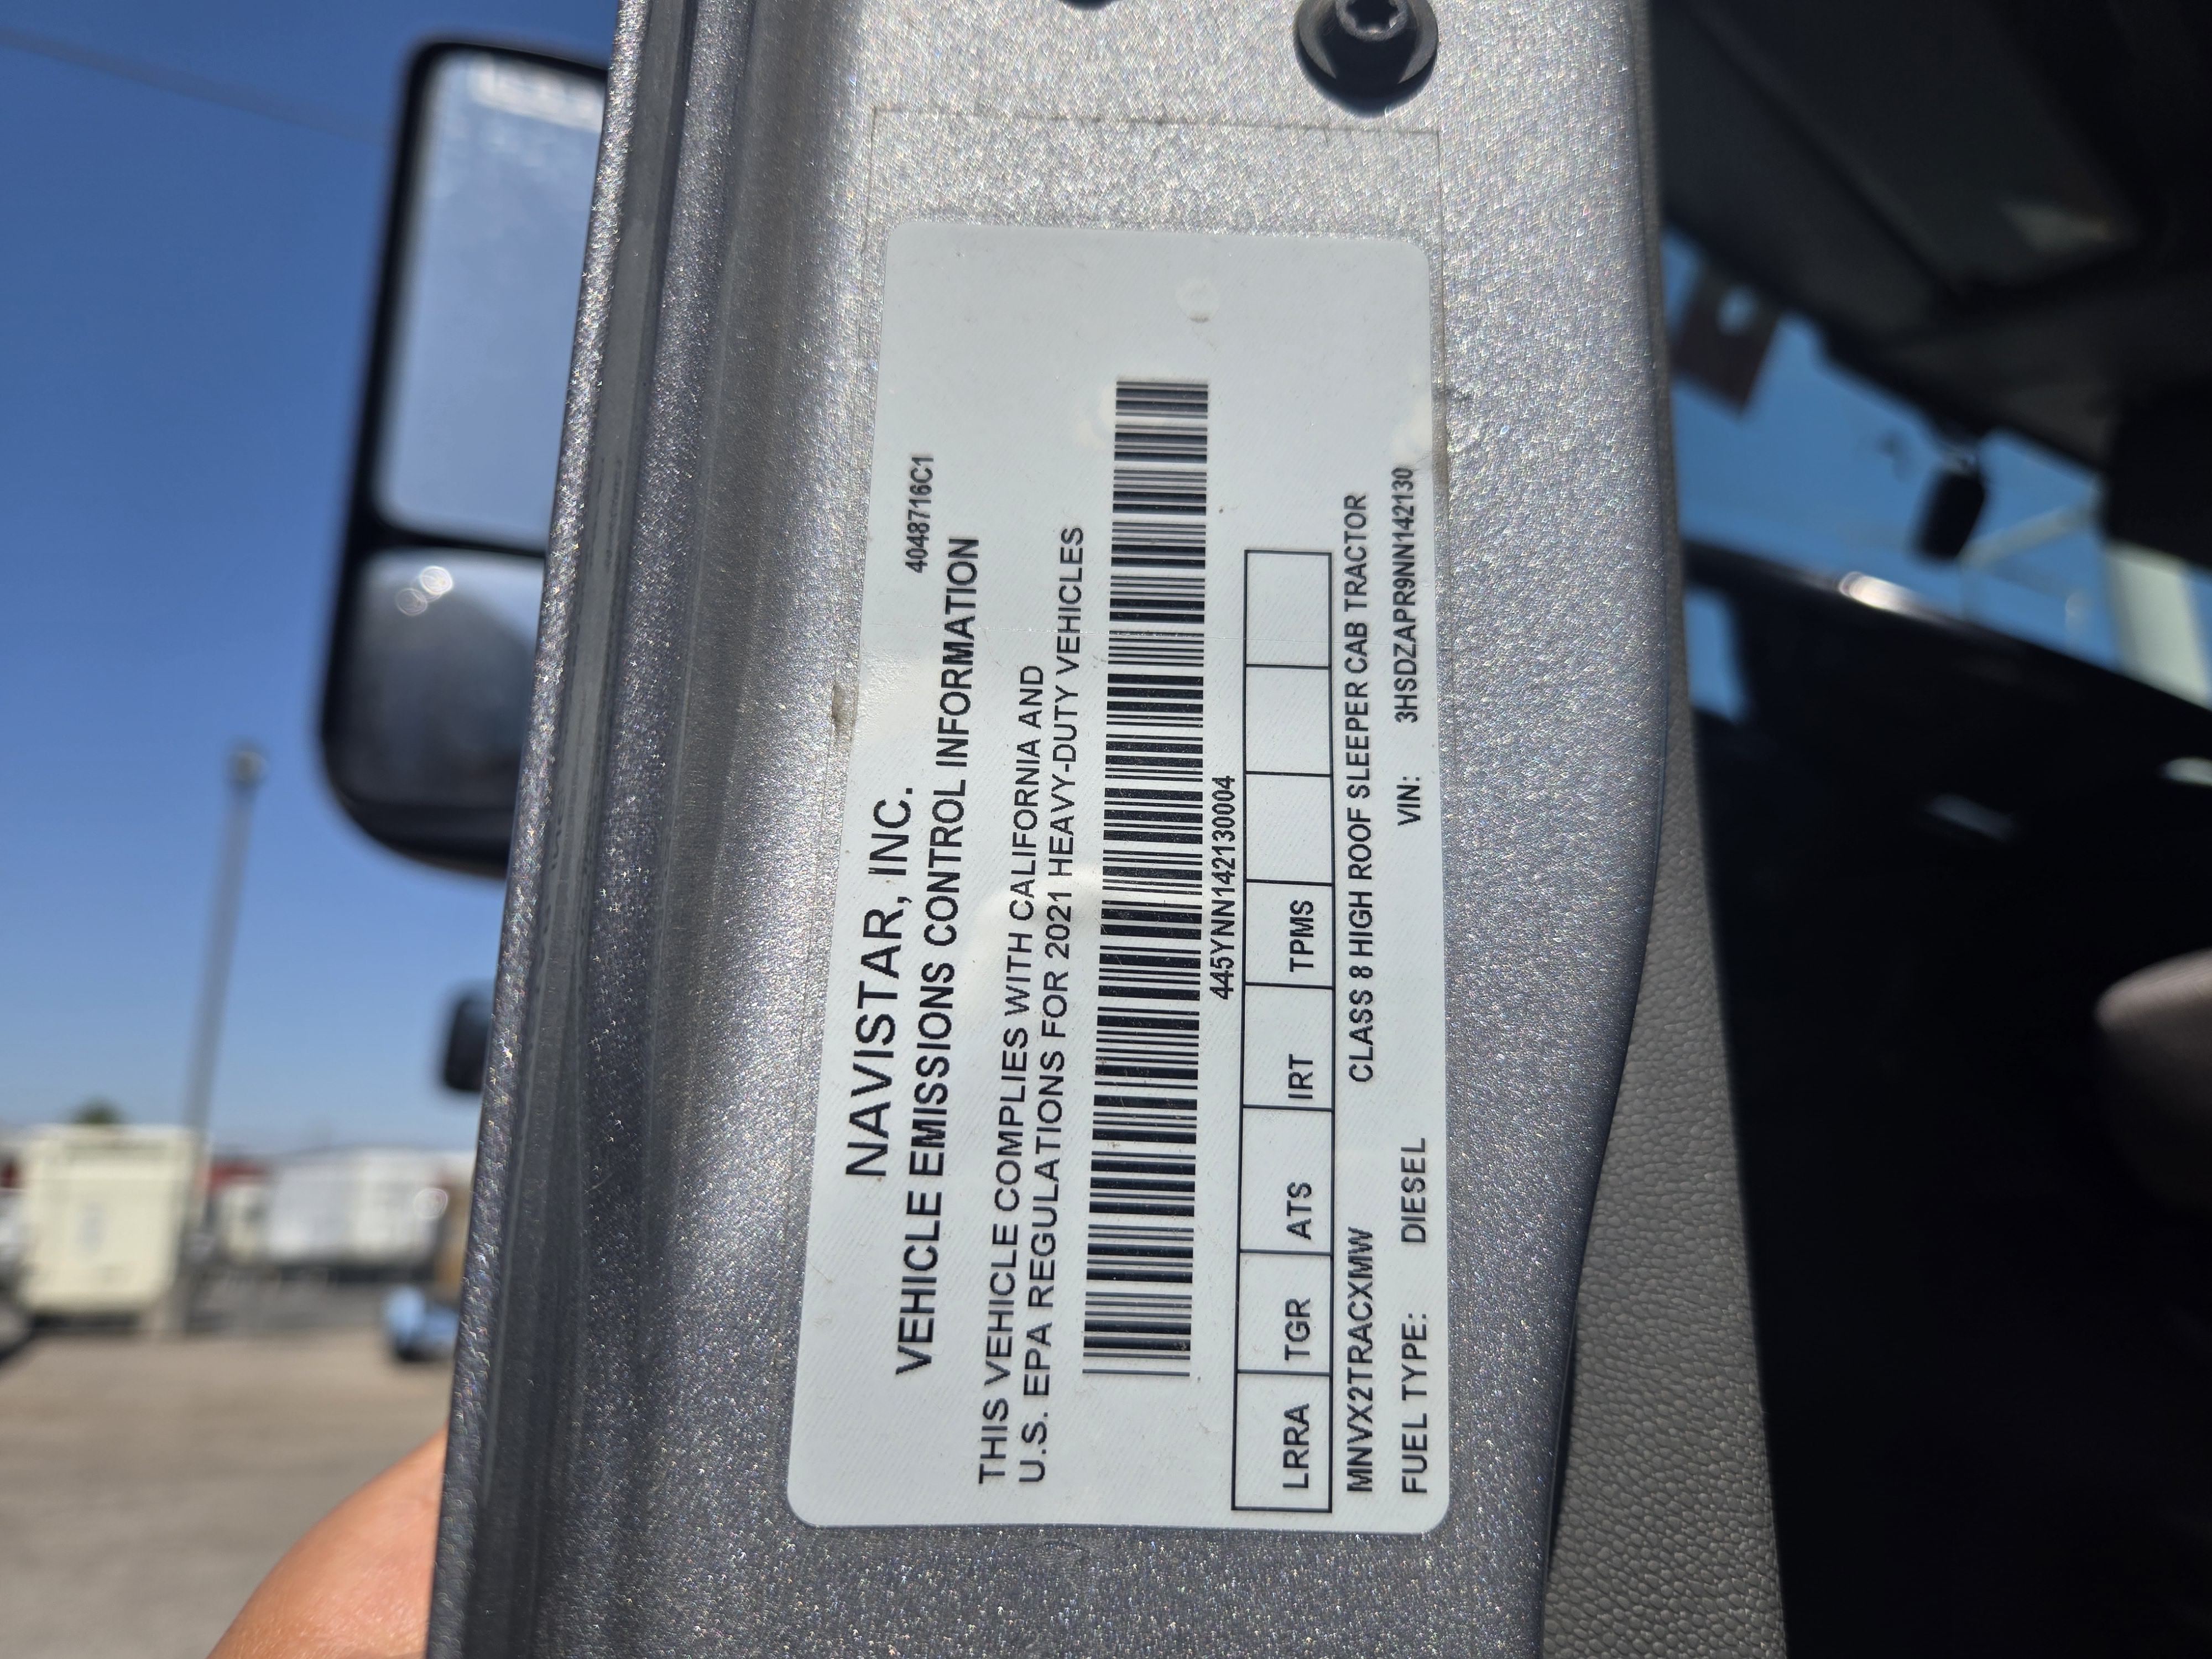 4048716C1
NAVISTAR, INC.
VEHICLE EMISSIONS CONTROL INFORMATION
THIS VEHICLE COMPLIES WITH CALIFORNIA AND
U.S. EPA REGULATIONS FOR 2021 HEAVY-DUTY VEHICLES
445YNN142130004
LRRA TGR ATS IRT TPMS
MNVX2TRACXMW CLASS 8 HIGH ROOF SLEEPER CAB TRACTOR
FUEL TYPE: DIESEL VIN: 3HSDZAPR9NN142130